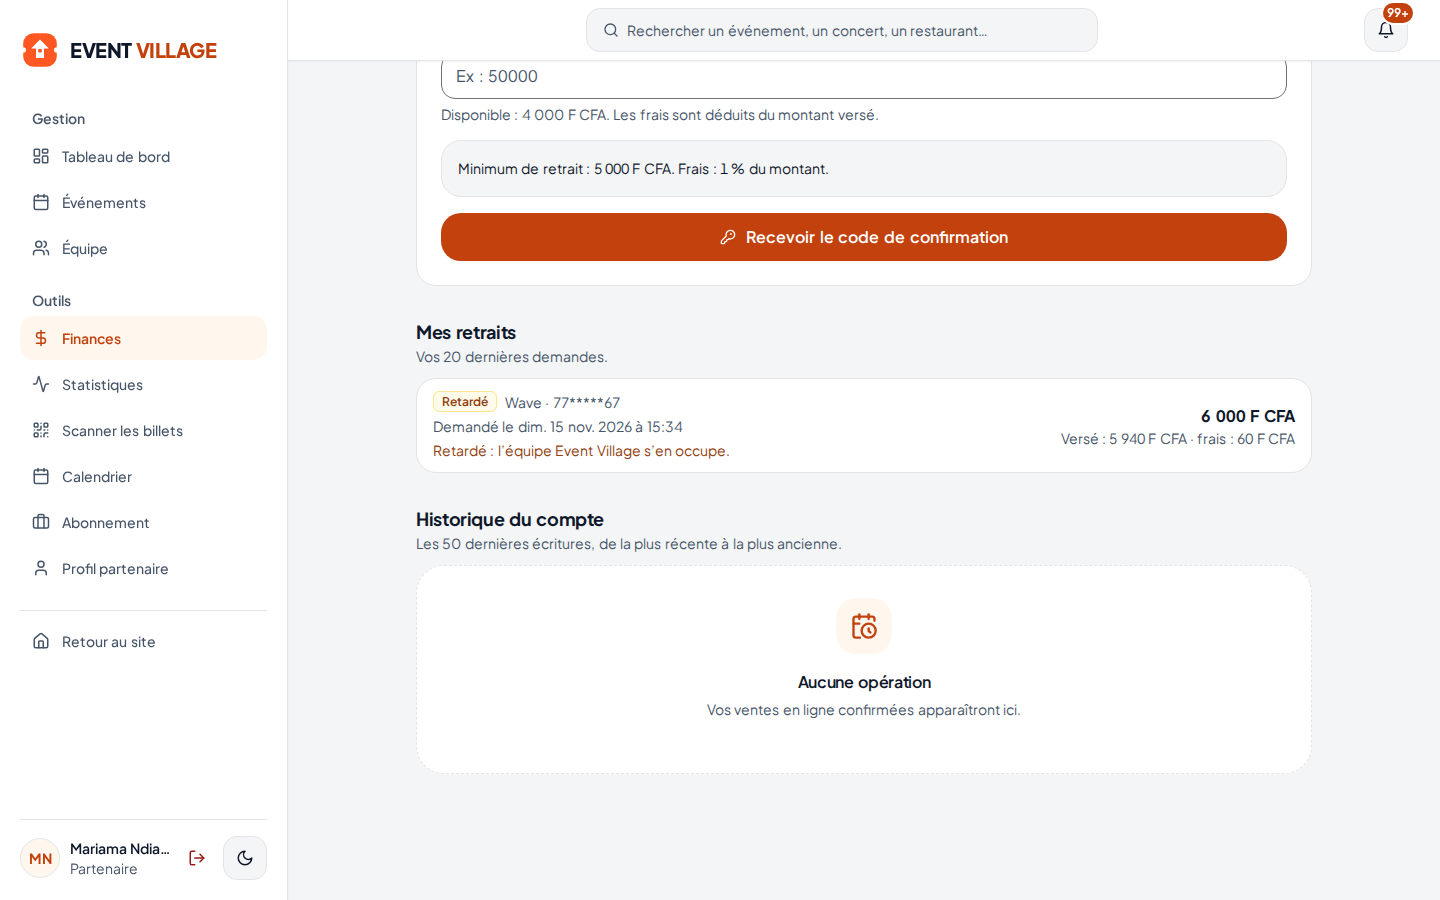 EVENT VILLAGE
Rechercher un événement, un concert, un restaurant…
99+
Gestion
Tableau de bord
Événements
Équipe
Outils
Finances
Statistiques
Scanner les billets
Calendrier
Abonnement
Profil partenaire
Retour au site
MN
Mariama Ndia…
Partenaire
Ex : 50000
Disponible : 4 000 F CFA. Les frais sont déduits du montant versé.
Minimum de retrait : 5 000 F CFA. Frais : 1 % du montant.
Recevoir le code de confirmation
Mes retraits
Vos 20 dernières demandes.
Retardé Wave · 77*****67
Demandé le dim. 15 nov. 2026 à 15:34
Retardé : l’équipe Event Village s’en occupe.
6 000 F CFA
Versé : 5 940 F CFA · frais : 60 F CFA
Historique du compte
Les 50 dernières écritures, de la plus récente à la plus ancienne.
Aucune opération
Vos ventes en ligne confirmées apparaîtront ici.